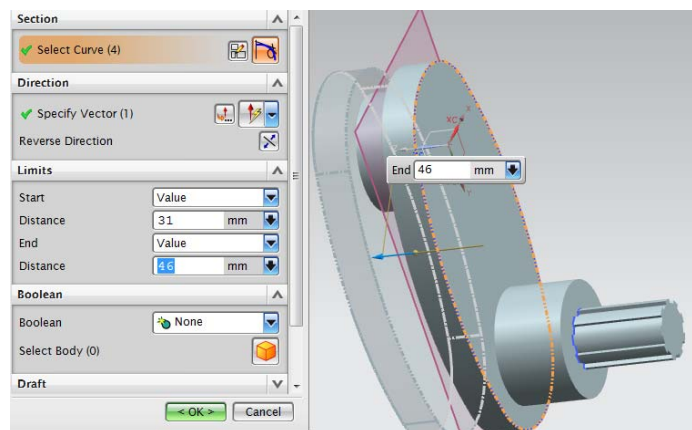 Section
Select Curve (4)
Direction
Specify Vector (1)
Reverse Direction
Limits
Start Value
Distance 31 mm
End Value
Distance 46 mm
Boolean
Boolean None
Select Body (0)
Draft
< OK > Cancel
XC X
End 46 mm
Y